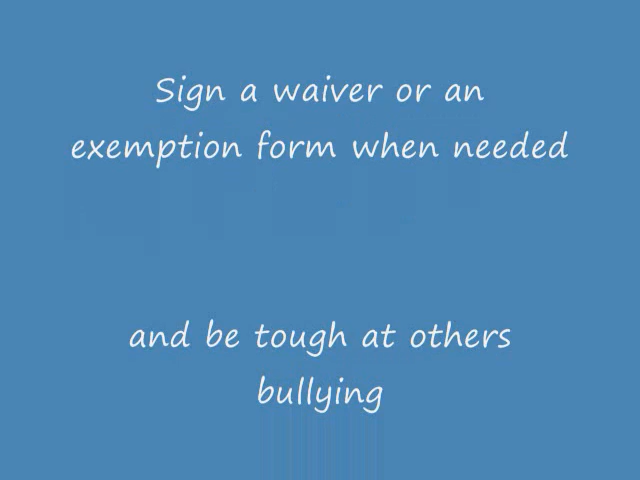 Sign a waiver or an
exemption form when needed
and be tough at others
bullying